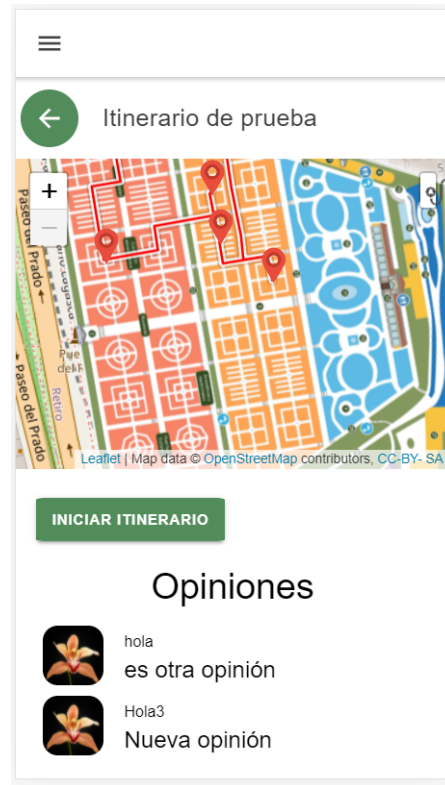 Itinerario de prueba
+
−
Paseo del Prado
Paseo del Prado
Retiro
Leaflet | Map data © OpenStreetMap contributors, CC-BY- SA
INICIAR ITINERARIO
Opiniones
hola
es otra opinión
Hola3
Nueva opinión